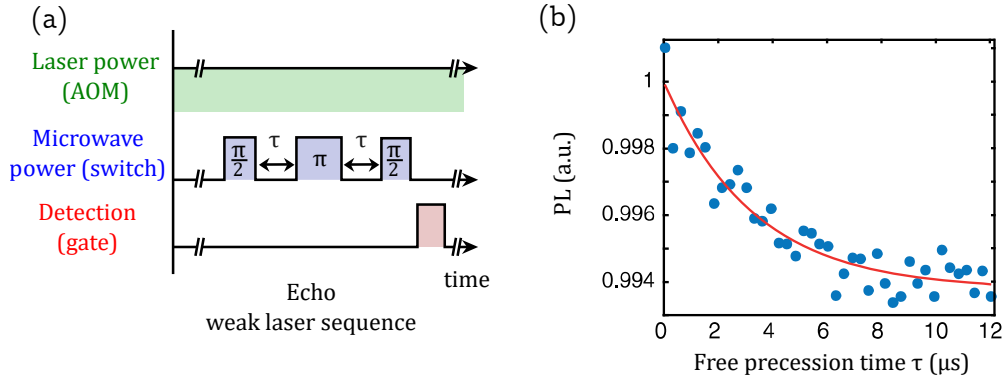 (a)
Laser power
(AOM)
Microwave
power (switch)
π/2 τ π τ π/2
Detection
(gate)
time
Echo
weak laser sequence
(b)
PL (a.u.)
1
0.998
0.996
0.994
0 2 4 6 8 10 12
Free precession time τ (μs)